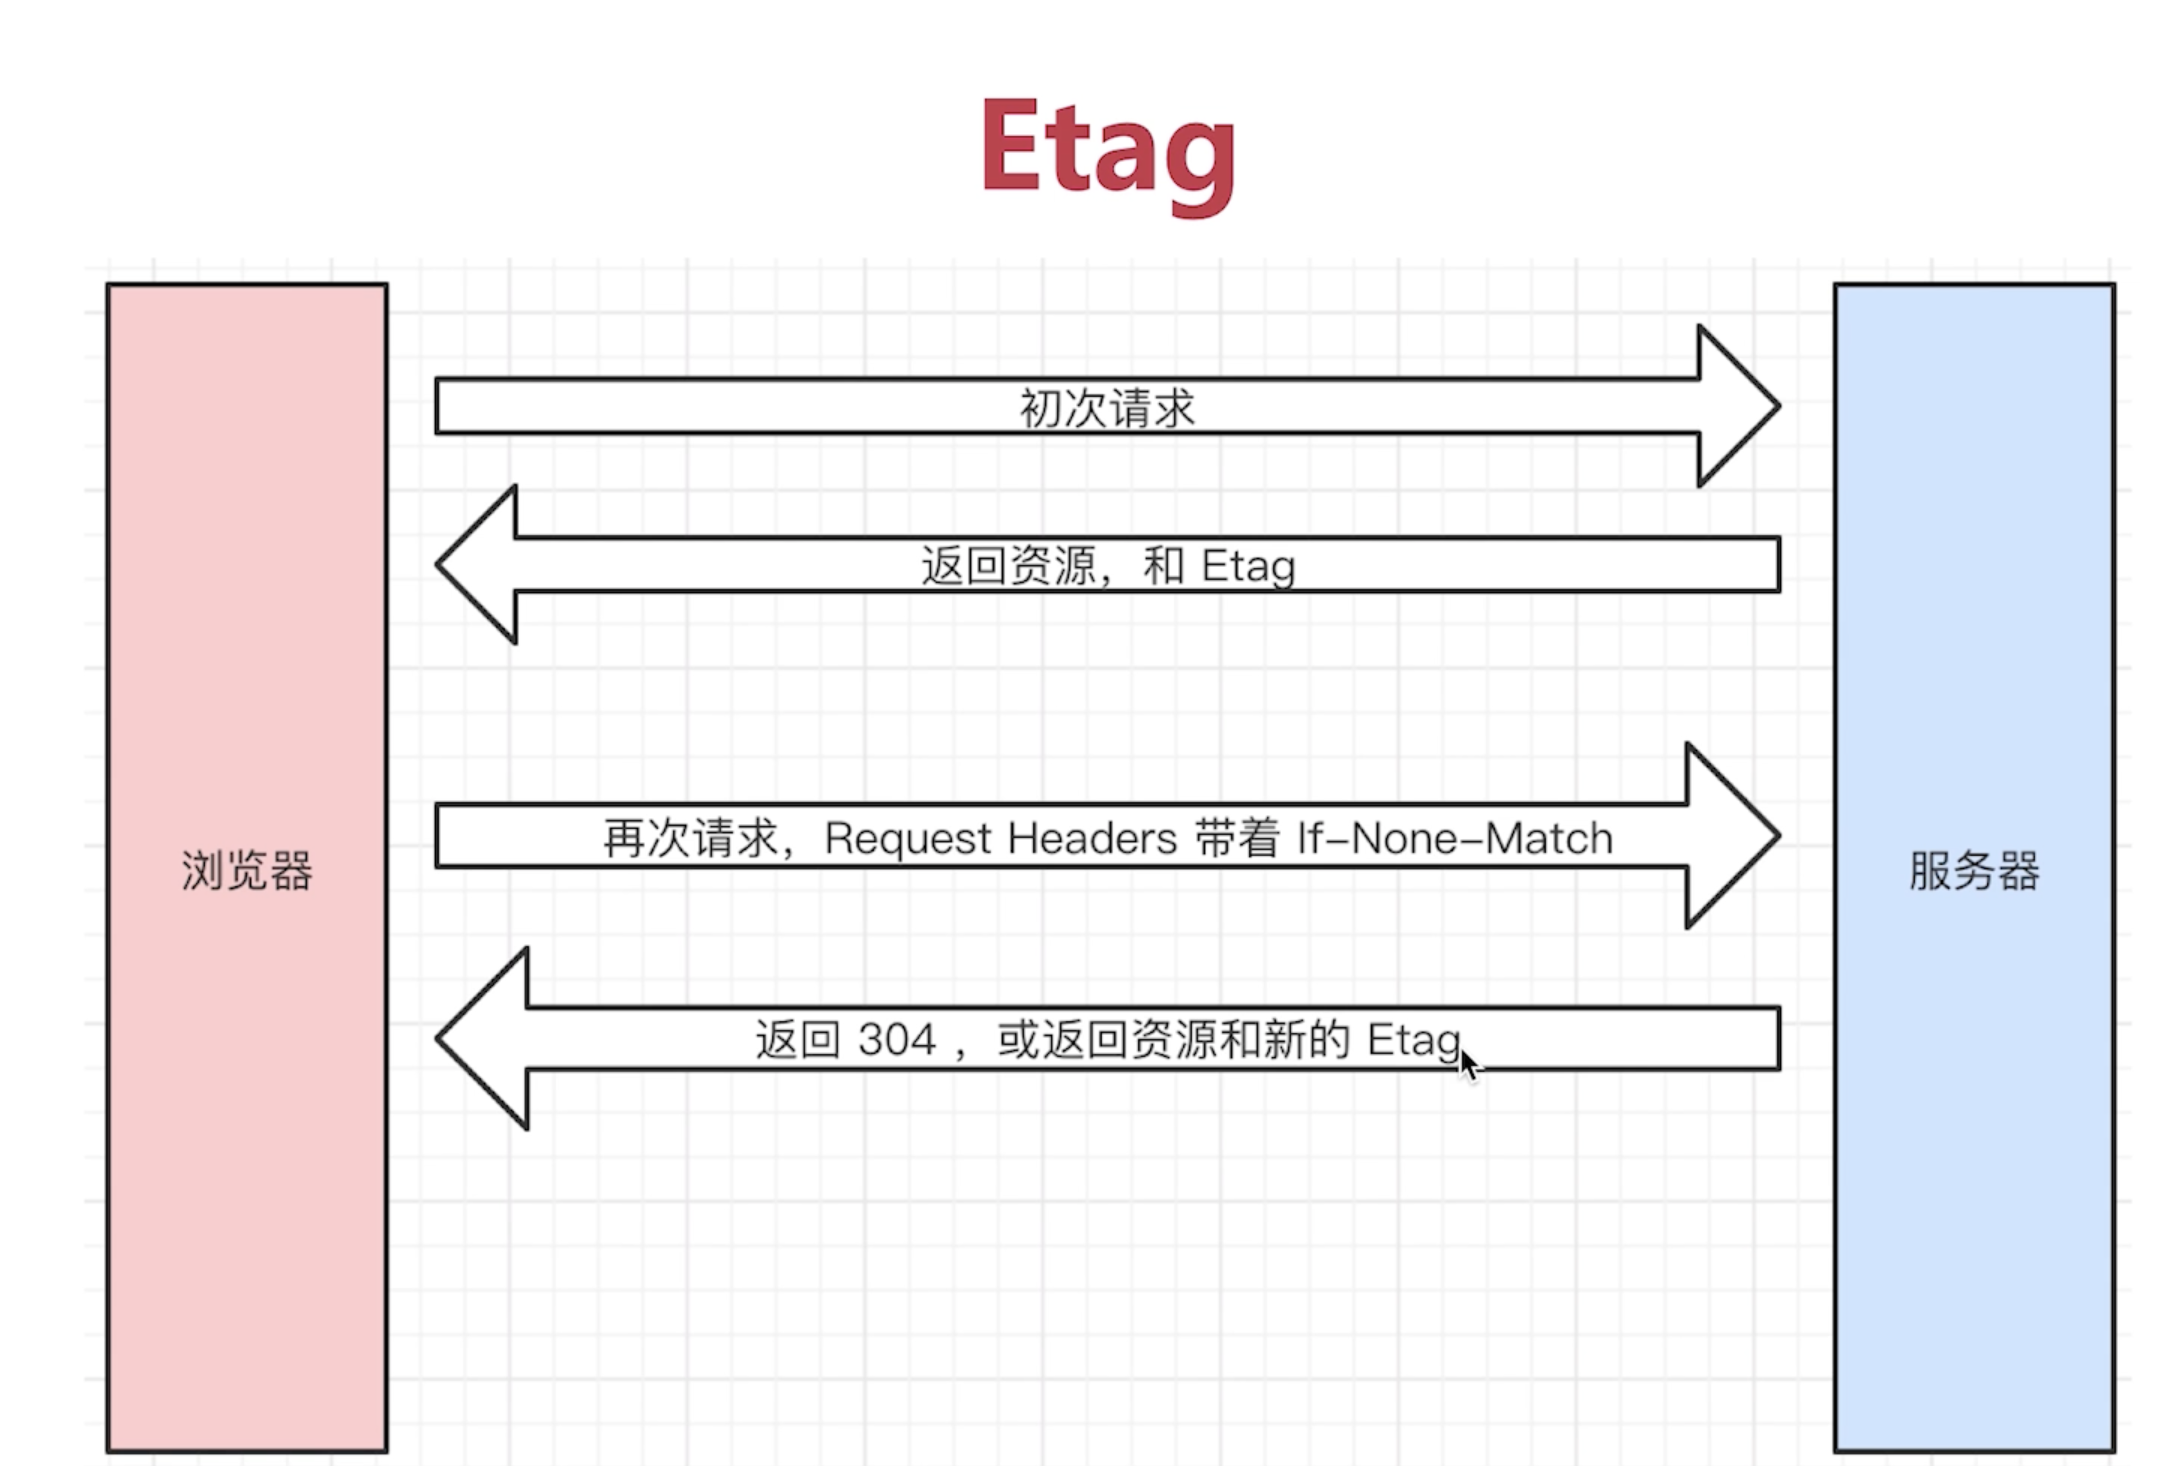 Etag
初次请求
返回资源，和 Etag
再次请求，Request Headers 带着 If-None-Match
浏览器
服务器
返回 304 ，或返回资源和新的 Etag